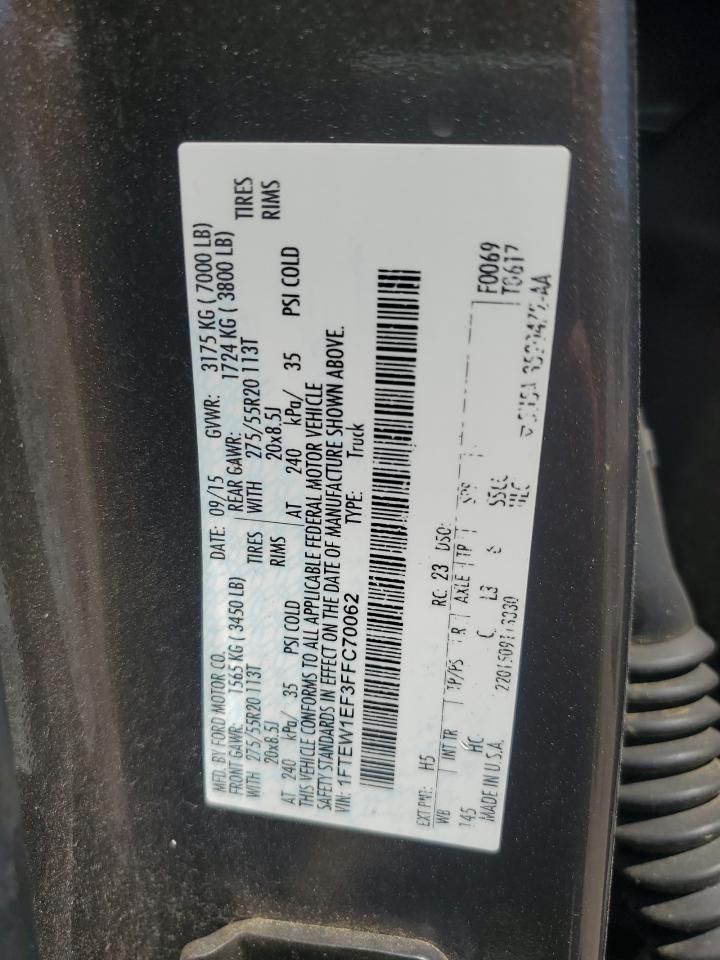 MFD. BY FORD MOTOR CO. DATE: 09/15 GVWR: 3175 KG ( 7000 LB)
FRONT GAWR: 1565 KG ( 3450 LB) REAR GAWR: 1724 KG ( 3800 LB)
WITH 275/55R20 113T TIRES WITH 275/55R20 113T TIRES
20x8.5J RIMS 20x8.5J RIMS
AT 240 kPa/ 35 PSI COLD AT 240 kPa/ 35 PSI COLD
THIS VEHICLE CONFORMS TO ALL APPLICABLE FEDERAL MOTOR VEHICLE
SAFETY STANDARDS IN EFFECT ON THE DATE OF MANUFACTURE SHOWN ABOVE.
VIN: 1FTEW1EF3FFC70062 TYPE: Truck
EXT PNT: H5 RC: 23 DSO: F0069
WB INT TR TP/PS R AXLE TP SPR T0617
145 HC C L3
MADE IN U.S.A.